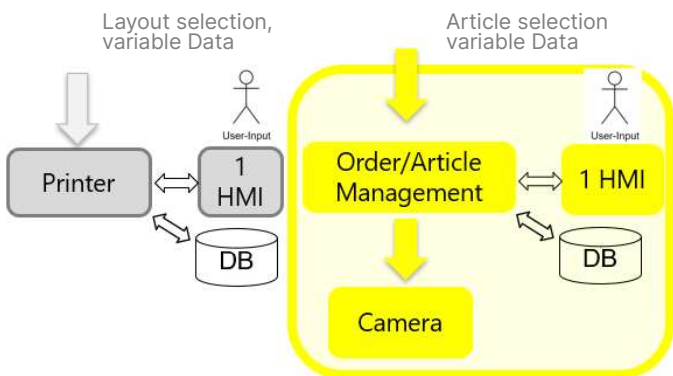 Layout selection,
variable Data
Article selection
variable Data
User-Input
User-Input
Printer
1
HMI
Order/Article
Management
1 HMI
DB
DB
Camera